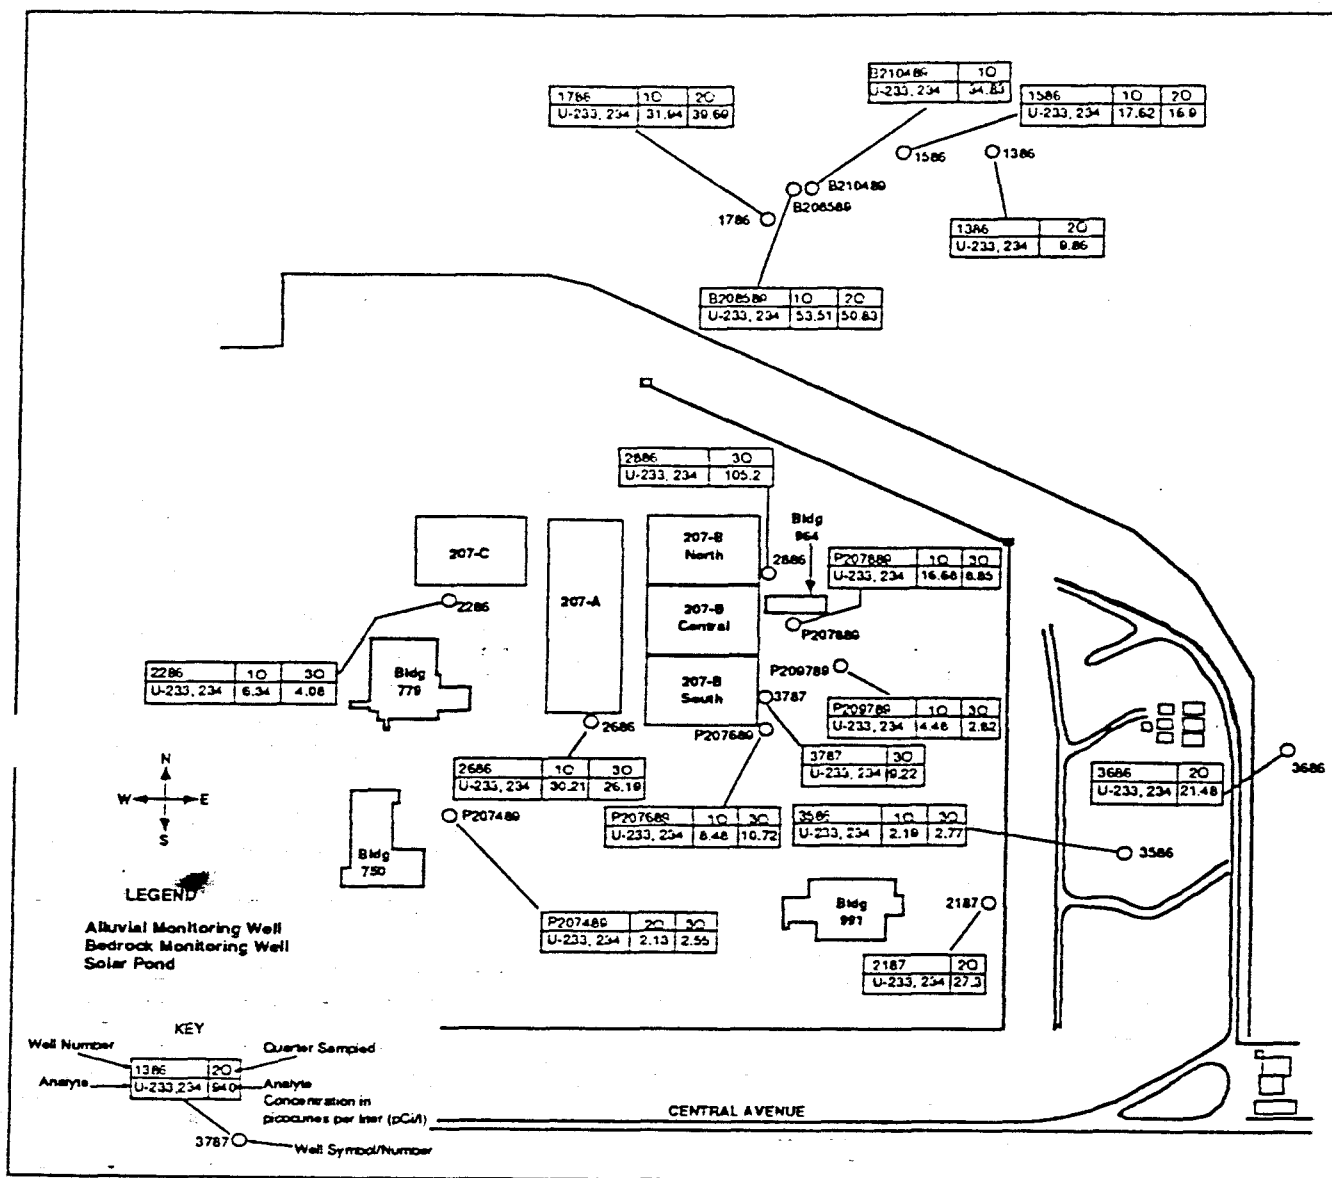 B210489 1Q
U-233, 234 34.83
1786 1Q 2Q
U-233, 234 31.94 39.69
1586 1Q 2Q
U-233, 234 17.62 16.9
1586
1386
B210489
B208589
1786
1386 2Q
U-233, 234 9.86
B208589 1Q 2Q
U-233, 234 53.51 50.83
2886 3Q
U-233, 234 105.2
207-C
207-A
207-B
North
Bldg
964
2886
P207889 1Q 3Q
U-233, 234 16.68 8.85
2286
207-B
Central
P207889
2286 1Q 3Q
U-233, 234 6.34 4.08
Bldg
779
207-B
South
P209789
3787
P209789 1Q 3Q
U-233, 234 4.48 2.82
2686
P207689
3787 3Q
U-233, 234 9.22
3686
3686 2Q
U-233, 234 21.48
N
W E
S
2686 1Q 3Q
U-233, 234 30.21 26.19
P207489
P207689 1Q 3Q
U-233, 234 8.48 10.72
3586 1Q 3Q
U-233, 234 2.19 2.77
3586
Bldg
750
LEGEND
Alluvial Monitoring Well
Bedrock Monitoring Well
Solar Pond
Bldg
991
2187
P207489 2Q 3Q
U-233, 234 2.13 2.55
2187 2Q
U-233, 234 27.3
KEY
Well Number
Quarter Sampled
1386 2Q
Analyte
U-233,234 940
Analyte
Concentration in
picocuries per liter (pCi/l)
3787
Well Symbol/Number
CENTRAL AVENUE